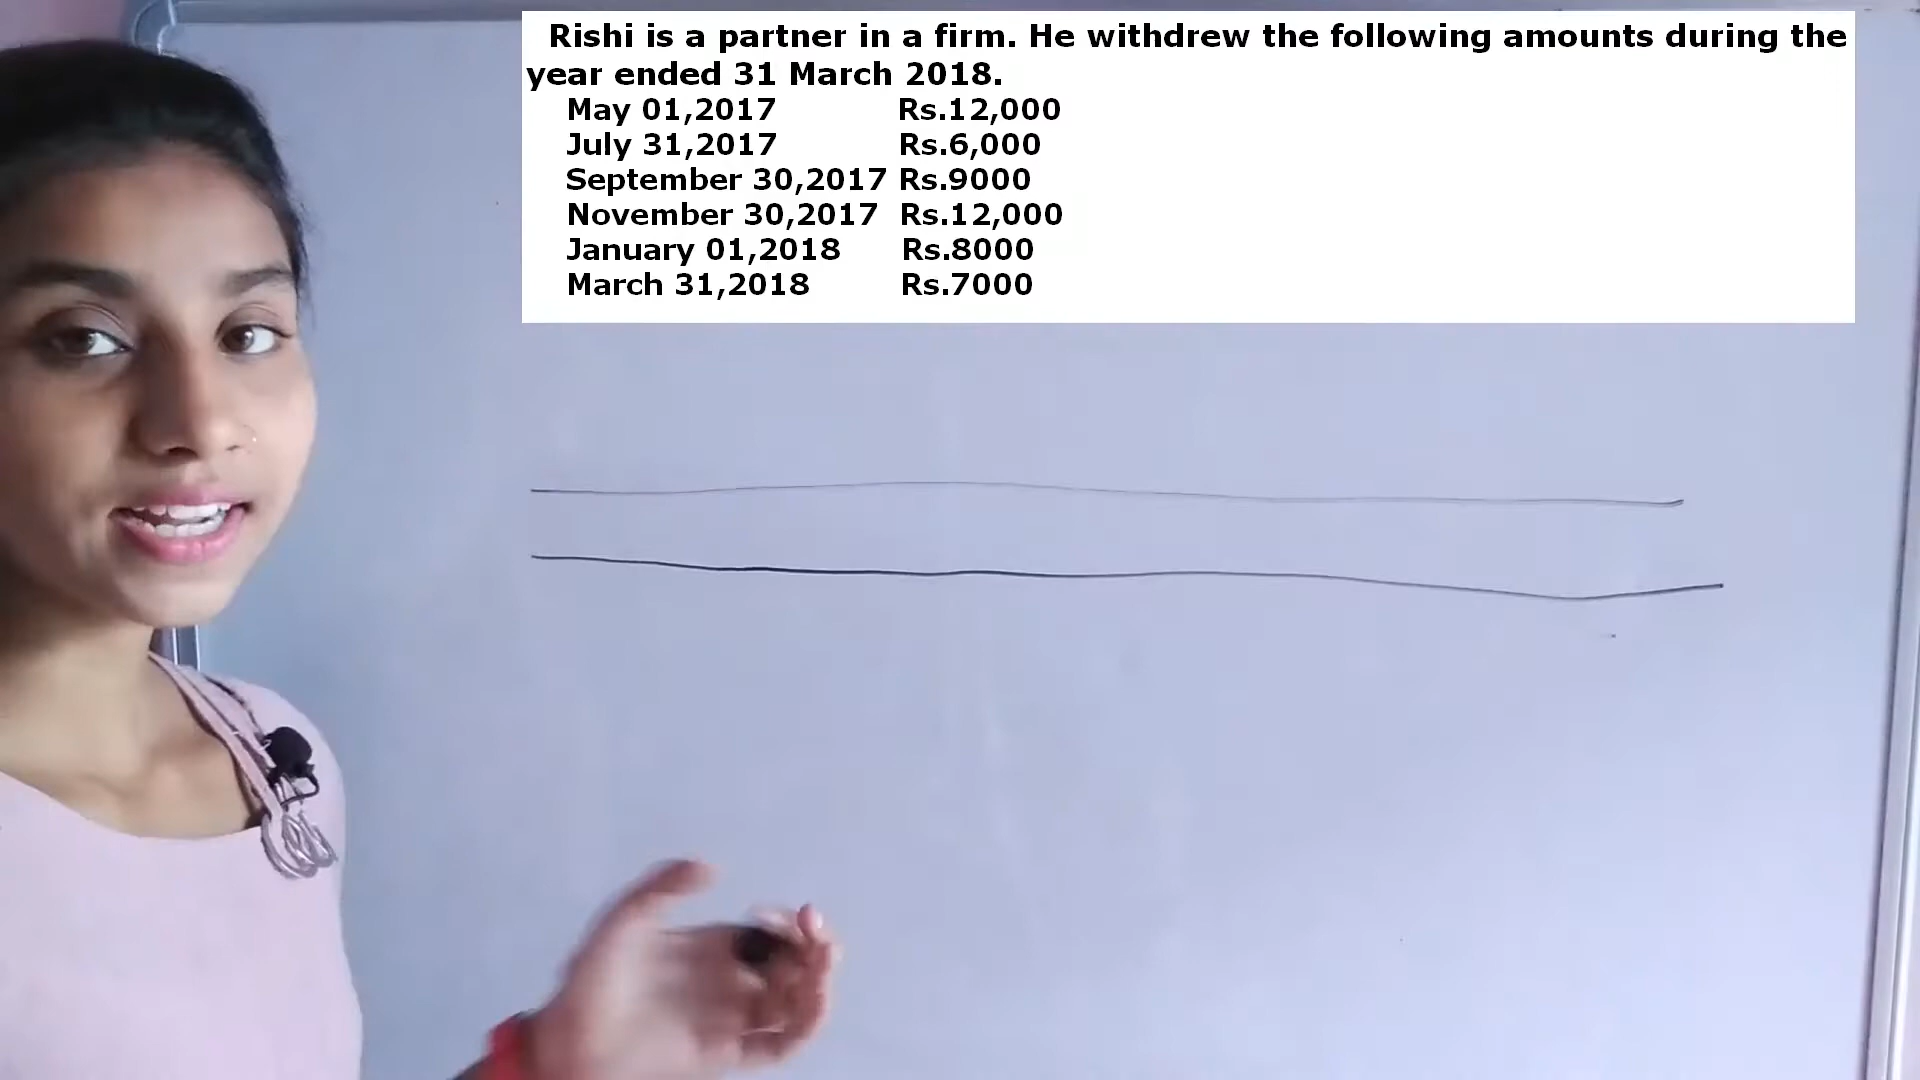 Rishi is a partner in a firm. He withdrew the following amounts during the
year ended 31 March 2018.
May 01,2017 Rs.12,000
July 31,2017 Rs.6,000
September 30,2017 Rs.9000
November 30,2017 Rs.12,000
January 01,2018 Rs.8000
March 31,2018 Rs.7000